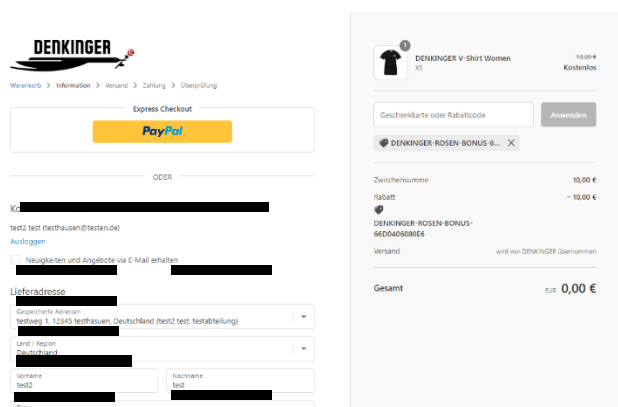 DENKINGER
Warenkorb > Information > Versand > Zahlung > Überprüfung
Express Checkout
PayPal
ODER
test2 test (testhausen@testen.de)
Ausloggen
Neuigkeiten und Angebote via E-Mail erhalten
Lieferadresse
Gespeicherte Adressen
testweg 1, 12345 testhasuen, Deutschland (test2 test, testabteilung)
Land / Region
Deutschland
Vorname
test2
Nachname
test
1
DENKINGER V-Shirt Women
XS
10,00 €
Kostenlos
Geschenkkarte oder Rabattcode
Anwenden
DENKINGER-ROSEN-BONUS-6... ×
Zwischensumme 10,00 €
Rabatt − 10,00 €
DENKINGER-ROSEN-BONUS-
66D0406080E6
Versand wird von DENKINGER übernommen
Gesamt EUR 0,00 €